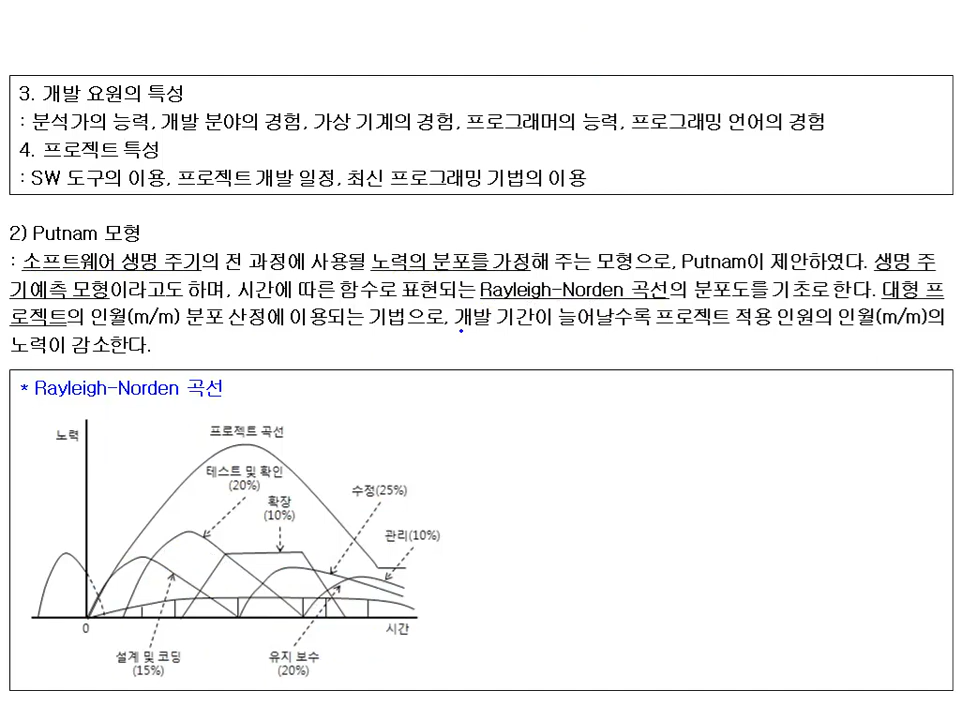 3. 개발 요원의 특성
: 분석가의 능력, 개발 분야의 경험, 가상 기계의 경험, 프로그래머의 능력, 프로그래밍 언어의 경험
4. 프로젝트 특성
: SW 도구의 이용, 프로젝트 개발 일정, 최신 프로그래밍 기법의 이용
2) Putnam 모형
: 소프트웨어 생명 주기의 전 과정에 사용될 노력의 분포를 가정해 주는 모형으로, Putnam이 제안하였다. 생명 주
기예측 모형이라고도 하며, 시간에 따른 함수로 표현되는 Rayleigh-Norden 곡선의 분포도를 기초로 한다. 대형 프
로젝트의 인월(m/m) 분포 산정에 이용되는 기법으로, 개발 기간이 늘어날수록 프로젝트 적용 인원의 인월(m/m)의
노력이 감소한다.
* Rayleigh-Norden 곡선
노력
프로젝트 곡선
테스트 및 확인
(20%)
확장
(10%)
수정(25%)
관리(10%)
0
시간
설계 및 코딩
(15%)
유지 보수
(20%)